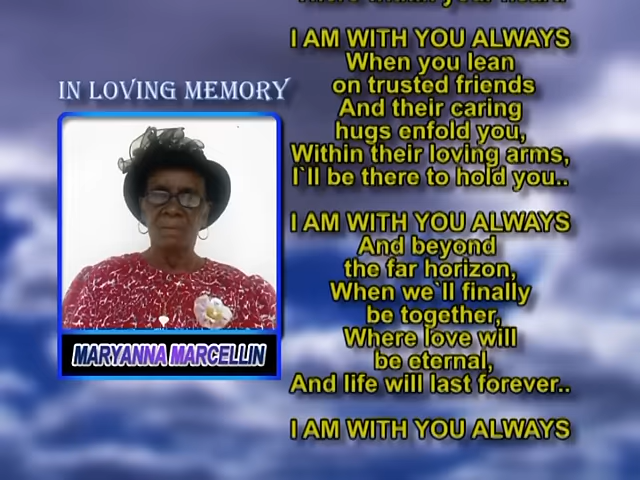 IN LOVING MEMORY
MARYANNA MARCELLIN
I AM WITH YOU ALWAYS
When you lean
on trusted friends
And their caring
hugs enfold you,
Within their loving arms,
I`ll be there to hold you..
I AM WITH YOU ALWAYS
And beyond
the far horizon,
When we`ll finally
be together,
Where love will
be eternal,
And life will last forever..
I AM WITH YOU ALWAYS